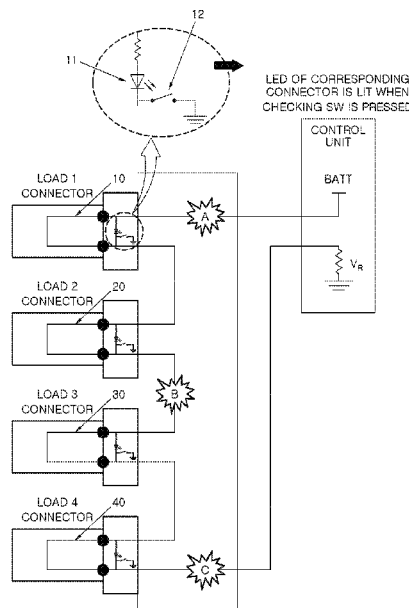 12
11
LED OF CORRESPONDING
CONNECTOR IS LIT WHEN
CHECKING SW IS PRESSED
CONTROL
UNIT
BATT
VR
LOAD 1
CONNECTOR
10
A
LOAD 2
CONNECTOR
20
B
LOAD 3
CONNECTOR
30
LOAD 4
CONNECTOR
40
C